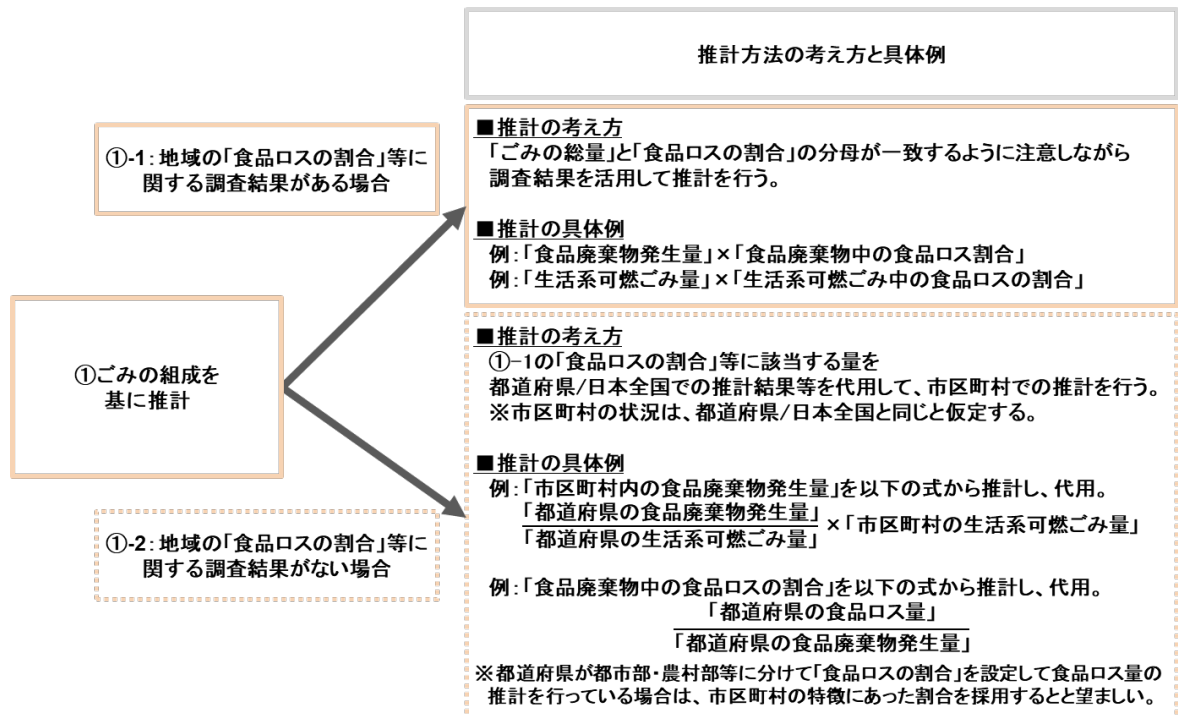 推計方法の考え方と具体例
①-1：地域の「食品ロスの割合」等に
関する調査結果がある場合
■推計の考え方
「ごみの総量」と「食品ロスの割合」の分母が一致するように注意しながら
調査結果を活用して推計を行う。
■推計の具体例
例：「食品廃棄物発生量」×「食品廃棄物中の食品ロス割合」
例：「生活系可燃ごみ量」×「生活系可燃ごみ中の食品ロスの割合」
①ごみの組成を
基に推計
①-2：地域の「食品ロスの割合」等に
関する調査結果がない場合
■推計の考え方
①-1の「食品ロスの割合」等に該当する量を
都道府県/日本全国での推計結果等を代用して、市区町村での推計を行う。
※市区町村の状況は、都道府県/日本全国と同じと仮定する。
■推計の具体例
例：「市区町村内の食品廃棄物発生量」を以下の式から推計し、代用。
「都道府県の食品廃棄物発生量」
「都道府県の生活系可燃ごみ量」
×「市区町村の生活系可燃ごみ量」
例：「食品廃棄物中の食品ロスの割合」を以下の式から推計し、代用。
「都道府県の食品ロス量」
「都道府県の食品廃棄物発生量」
※都道府県が都市部・農村部等に分けて「食品ロスの割合」を設定して食品ロス量の
推計を行っている場合は、市区町村の特徴にあった割合を採用するとと望ましい。